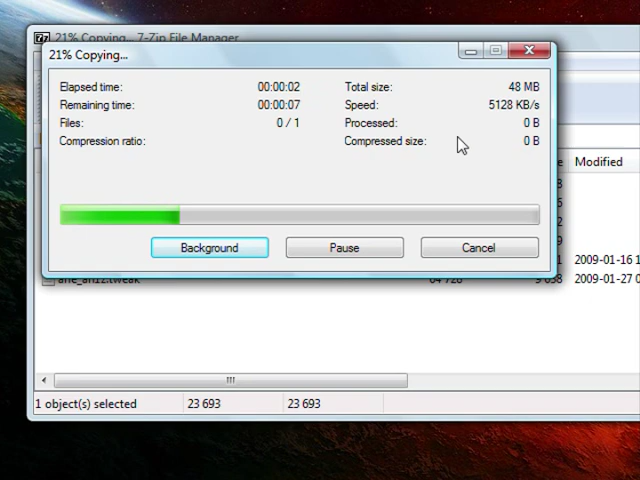 21% Copying... 7-Zip File Manager
21% Copying...
Elapsed time: 00:00:02 Total size: 48 MB
Remaining time: 00:00:07 Speed: 5128 KB/s
Files: 0 / 1 Processed: 0 B
Compression ratio: Compressed size: 0 B
Modified
Background Pause Cancel
2009-01-16 1
2009-01-27 0
1 object(s) selected 23 693 23 693